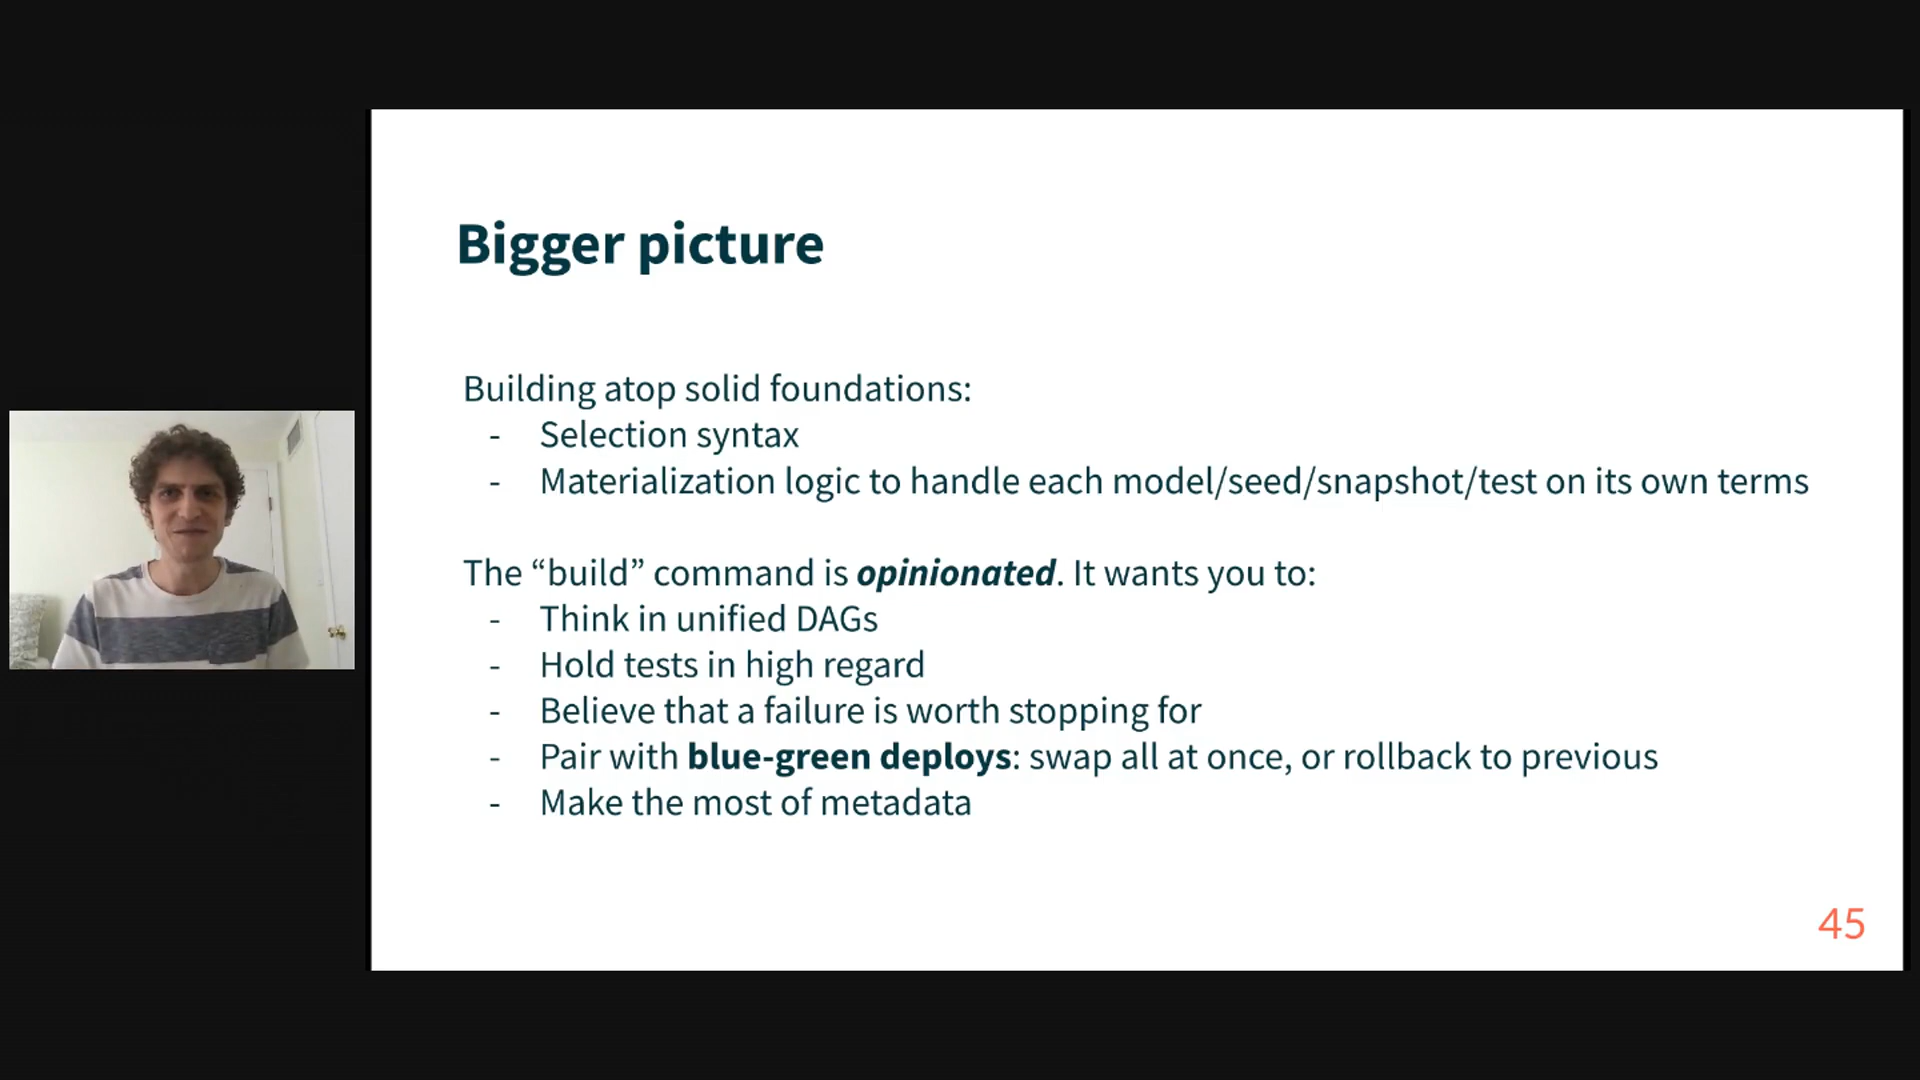 Bigger picture
Building atop solid foundations:
- Selection syntax
- Materialization logic to handle each model/seed/snapshot/test on its own terms
The “build” command is opinionated. It wants you to:
- Think in unified DAGs
- Hold tests in high regard
- Believe that a failure is worth stopping for
- Pair with blue-green deploys: swap all at once, or rollback to previous
- Make the most of metadata
45